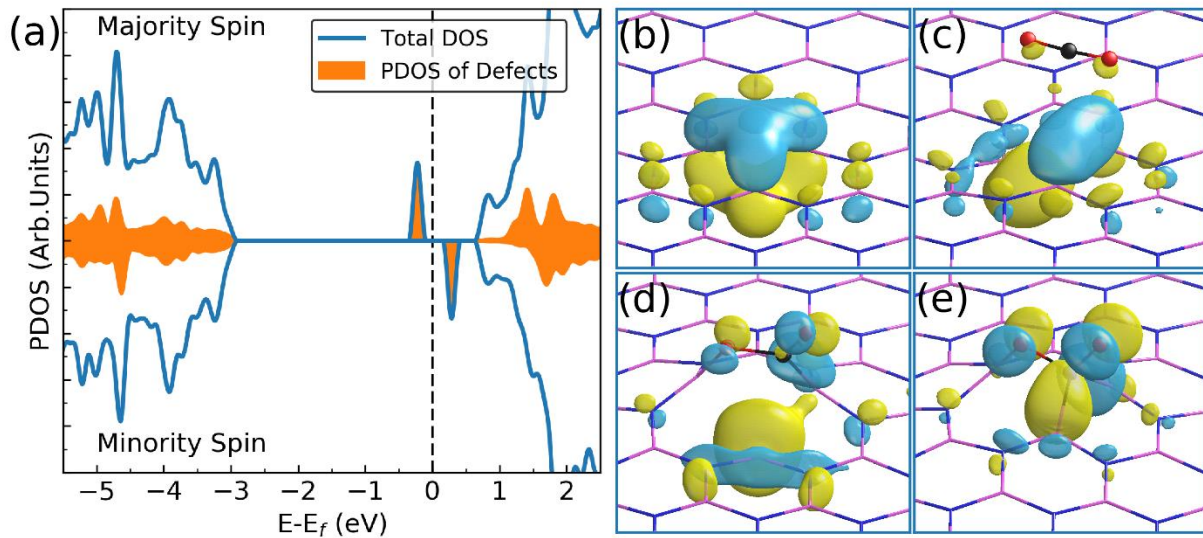 (a)
Majority Spin
Total DOS
PDOS of Defects
Minority Spin
PDOS (Arb.Units)
−5 −4 −3 −2 −1 0 1 2
E-E_f (eV)
(b)
(c)
(d)
(e)